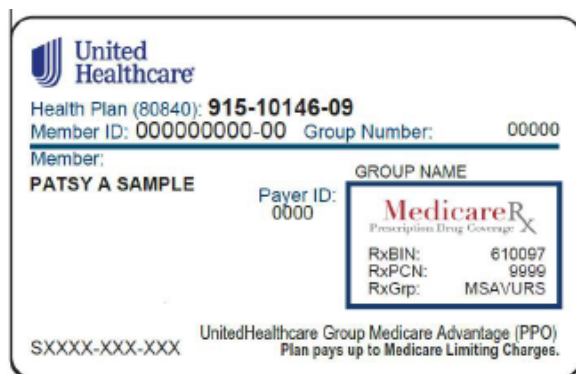 United
Healthcare
Health Plan (80840): 915-10146-09
Member ID: 000000000-00 Group Number: 00000
Member:
PATSY A SAMPLE
Payer ID:
0000
GROUP NAME
MedicareRx
Prescription Drug Coverage
RxBIN: 610097
RxPCN: 9999
RxGrp: MSAVURS
SXXXX-XXX-XXX
UnitedHealthcare Group Medicare Advantage (PPO)
Plan pays up to Medicare Limiting Charges.